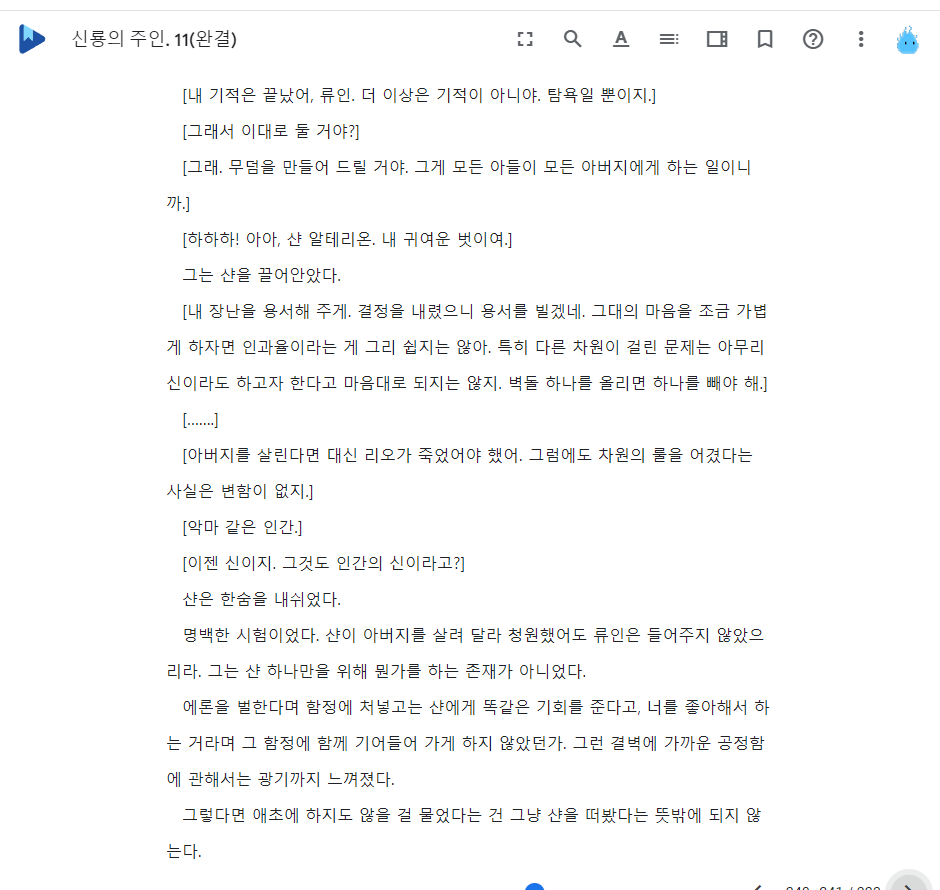 신룡의 주인. 11(완결)
[내 기적은 끝났어, 류인. 더 이상은 기적이 아니야. 탐욕일 뿐이지.]
[그래서 이대로 둘 거야?]
[그래. 무덤을 만들어 드릴 거야. 그게 모든 아들이 모든 아버지에게 하는 일이니
까.]
[하하하! 아아, 샨 알테리온. 내 귀여운 벗이여.]
그는 샨을 끌어안았다.
[내 장난을 용서해 주게. 결정을 내렸으니 용서를 빌겠네. 그대의 마음을 조금 가볍
게 하자면 인과율이라는 게 그리 쉽지는 않아. 특히 다른 차원이 걸린 문제는 아무리
신이라도 하고자 한다고 마음대로 되지는 않지. 벽돌 하나를 올리면 하나를 빼야 해.]
[.......]
[아버지를 살린다면 대신 리오가 죽었어야 했어. 그럼에도 차원의 룰을 어겼다는
사실은 변함이 없지.]
[악마 같은 인간.]
[이젠 신이지. 그것도 인간의 신이라고?]
샨은 한숨을 내쉬었다.
명백한 시험이었다. 샨이 아버지를 살려 달라 청원했어도 류인은 들어주지 않았으
리라. 그는 샨 하나만을 위해 뭔가를 하는 존재가 아니었다.
에론을 벌한다며 함정에 처넣고는 샨에게 똑같은 기회를 준다고, 너를 좋아해서 하
는 거라며 그 함정에 함께 기어들어 가게 하지 않았던가. 그런 결벽에 가까운 공정함
에 관해서는 광기까지 느껴졌다.
그렇다면 애초에 하지도 않을 걸 물었다는 건 그냥 샨을 떠봤다는 뜻밖에 되지 않
는다.